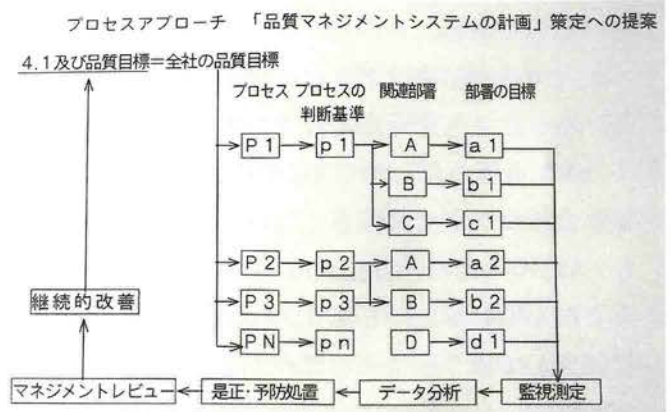 プロセスアプローチ 「品質マネジメントシステムの計画」策定への提案
4.1及び品質目標=全社の品質目標
プロセス プロセスの判断基準 関連部署 部署の目標
P1 p1 A a1
B b1
C c1
P2 p2 A a2
継続的改善 P3 p3 B b2
PN pn D d1
マネジメントレビュー 是正・予防処置 データ分析 監視測定